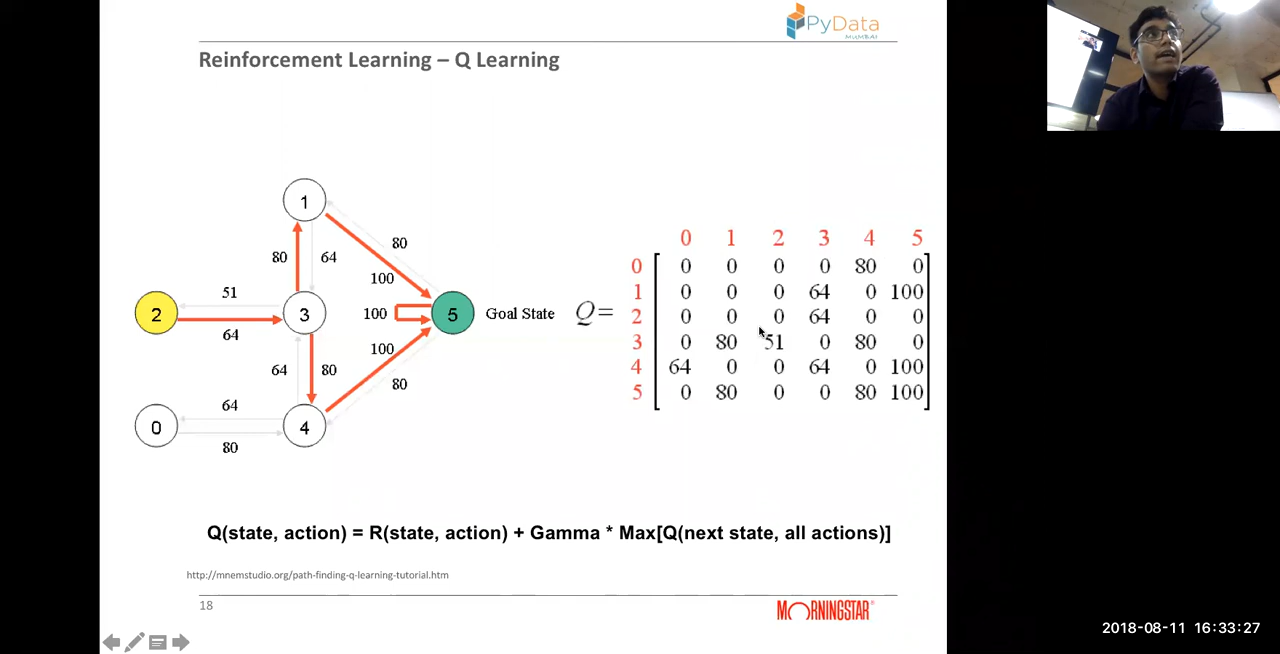 PyData
MUMBAI
Reinforcement Learning – Q Learning
1
80
80
64
100
51
2
3
100
5
Goal State
64
100
64
80
80
64
0
4
80
Q=
0 1 2 3 4 5
0 0 0 0 0 80 0
1 0 0 0 64 0 100
2 0 0 0 64 0 0
3 0 80 51 0 80 0
4 64 0 0 64 0 100
5 0 80 0 0 80 100
Q(state, action) = R(state, action) + Gamma * Max[Q(next state, all actions)]
http://mnemstudio.org/path-finding-q-learning-tutorial.htm
18
MORNINGSTAR
2018-08-11 16:33:27